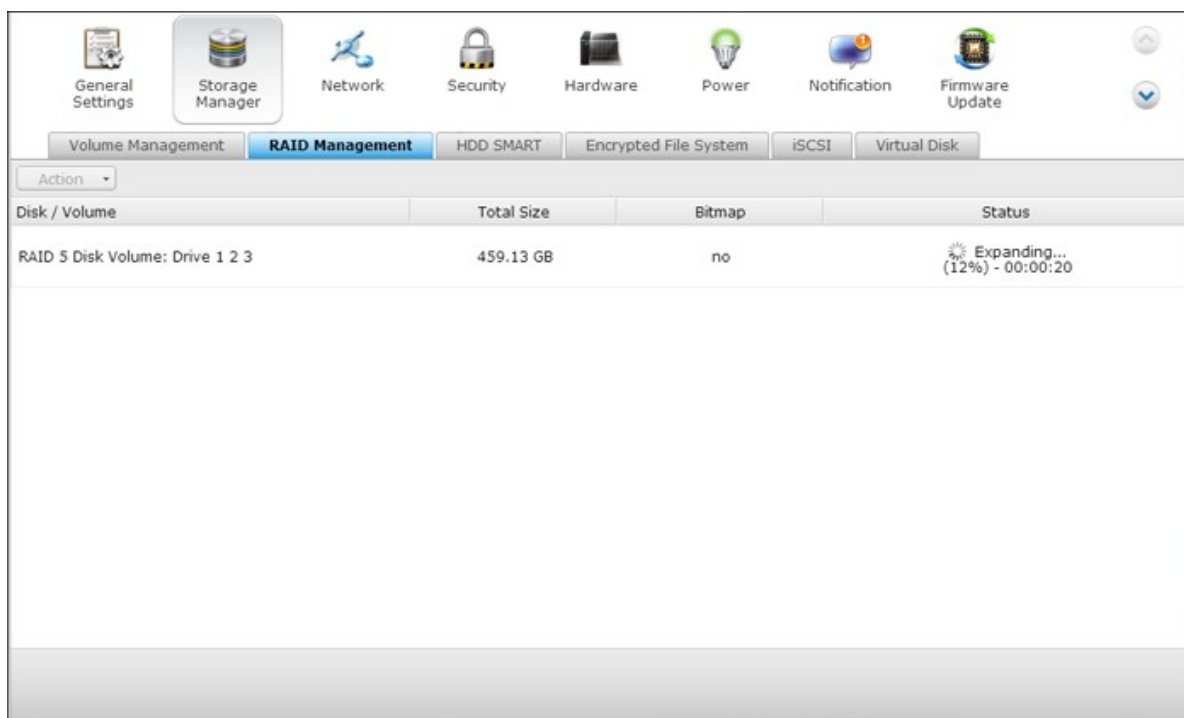 General
Settings
Storage
Manager
Network
Security
Hardware
Power
1
Notification
Firmware
Update
Volume Management
RAID Management
HDD SMART
Encrypted File System
iSCSI
Virtual Disk
Action
Disk / Volume
Total Size
Bitmap
Status
RAID 5 Disk Volume: Drive 1 2 3
459.13 GB
no
Expanding...
(12%) - 00:00:20